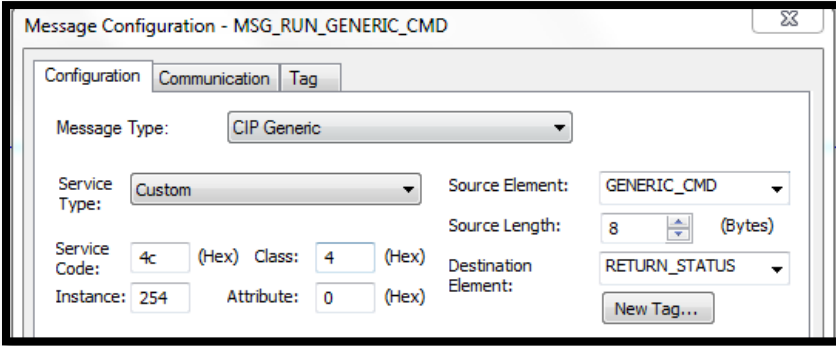 Message Configuration - MSG_RUN_GENERIC_CMD
Configuration Communication Tag
Message Type: CIP Generic
Service Type: Custom
Service Code: 4c (Hex) Class: 4 (Hex)
Instance: 254 Attribute: 0 (Hex)
Source Element: GENERIC_CMD
Source Length: 8 (Bytes)
Destination Element: RETURN_STATUS
New Tag...